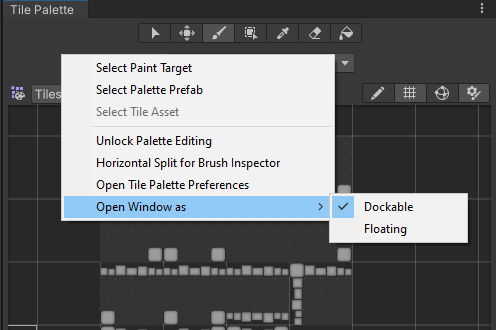 Tile Palette
Select Paint Target
Select Palette Prefab
Tiles
Select Tile Asset
Unlock Palette Editing
Horizontal Split for Brush Inspector
Open Tile Palette Preferences
Open Window as
Dockable
Floating